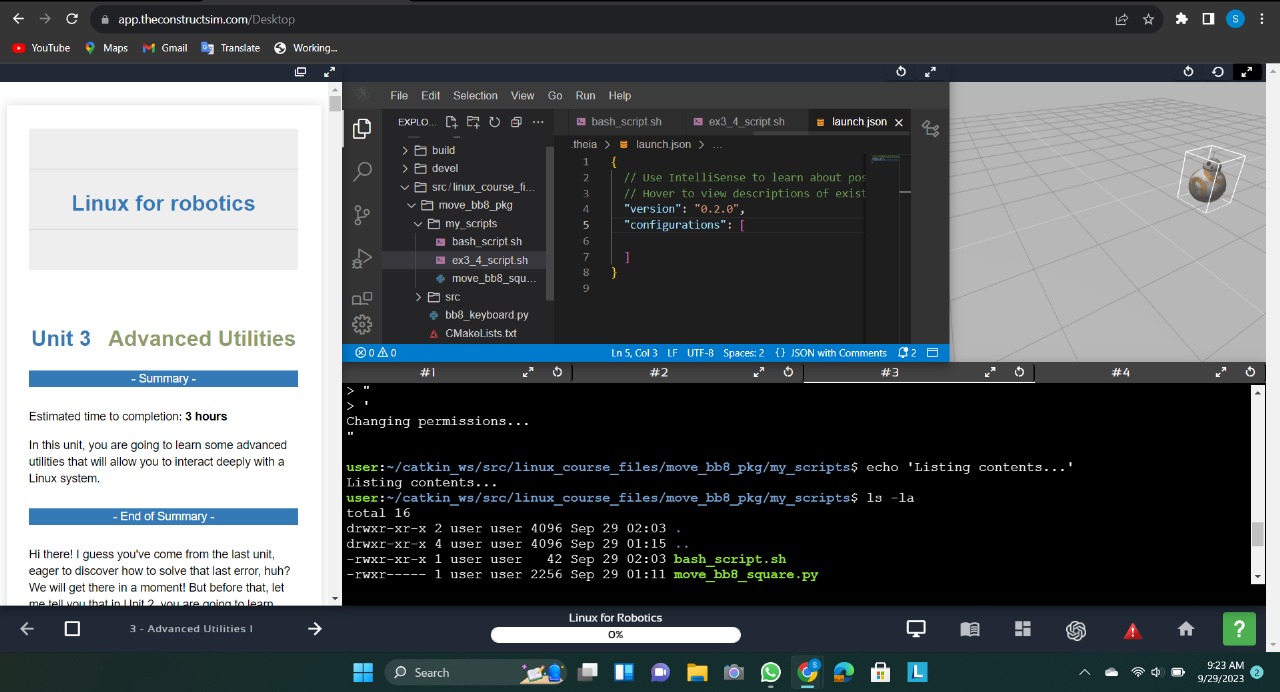 app.theconstructsim.com/Desktop
S
YouTube
Maps
Gmail
Translate
Working...
Linux for robotics
Unit 3 Advanced Utilities
- Summary -
Estimated time to completion: 3 hours
In this unit, you are going to learn some advanced
utilities that will allow you to interact deeply with a
Linux system.
- End of Summary -
Hi there! I guess you've come from the last unit,
eager to discover how to solve that last error, huh?
We will get there in a moment! But before that, let
me tell you that in Unit 2, you are going to learn
File Edit Selection View Go Run Help
EXPLO...
build
devel
src/linux_course_fi...
move_bb8_pkg
my_scripts
bash_script.sh
ex3_4_script.sh
move_bb8_squ...
src
bb8_keyboard.py
CMakeLists.txt
bash_script.sh ex3_4_script.sh launch.json
.theia > launch.json > ...
1 {
2 // Use IntelliSense to learn about pos
3 // Hover to view descriptions of exist
4 "version": "0.2.0",
5 "configurations": [
6
7 ]
8 }
9
0 0 Ln 5, Col 3 LF UTF-8 Spaces: 2 {} JSON with Comments 2
#1 #2 #3 #4
> "
> '
Changing permissions...
"
user:~/catkin_ws/src/linux_course_files/move_bb8_pkg/my_scripts$ echo 'Listing contents...'
Listing contents...
user:~/catkin_ws/src/linux_course_files/move_bb8_pkg/my_scripts$ ls -la
total 16
drwxr-xr-x 2 user user 4096 Sep 29 02:03 .
drwxr-xr-x 4 user user 4096 Sep 29 01:15 ..
-rwxr-xr-x 1 user user 42 Sep 29 02:03 bash_script.sh
-rwxr----- 1 user user 2256 Sep 29 01:11 move_bb8_square.py
3 - Advanced Utilities I
Linux for Robotics
0%
?
Search
S
L
9:23 AM
9/29/2023
2